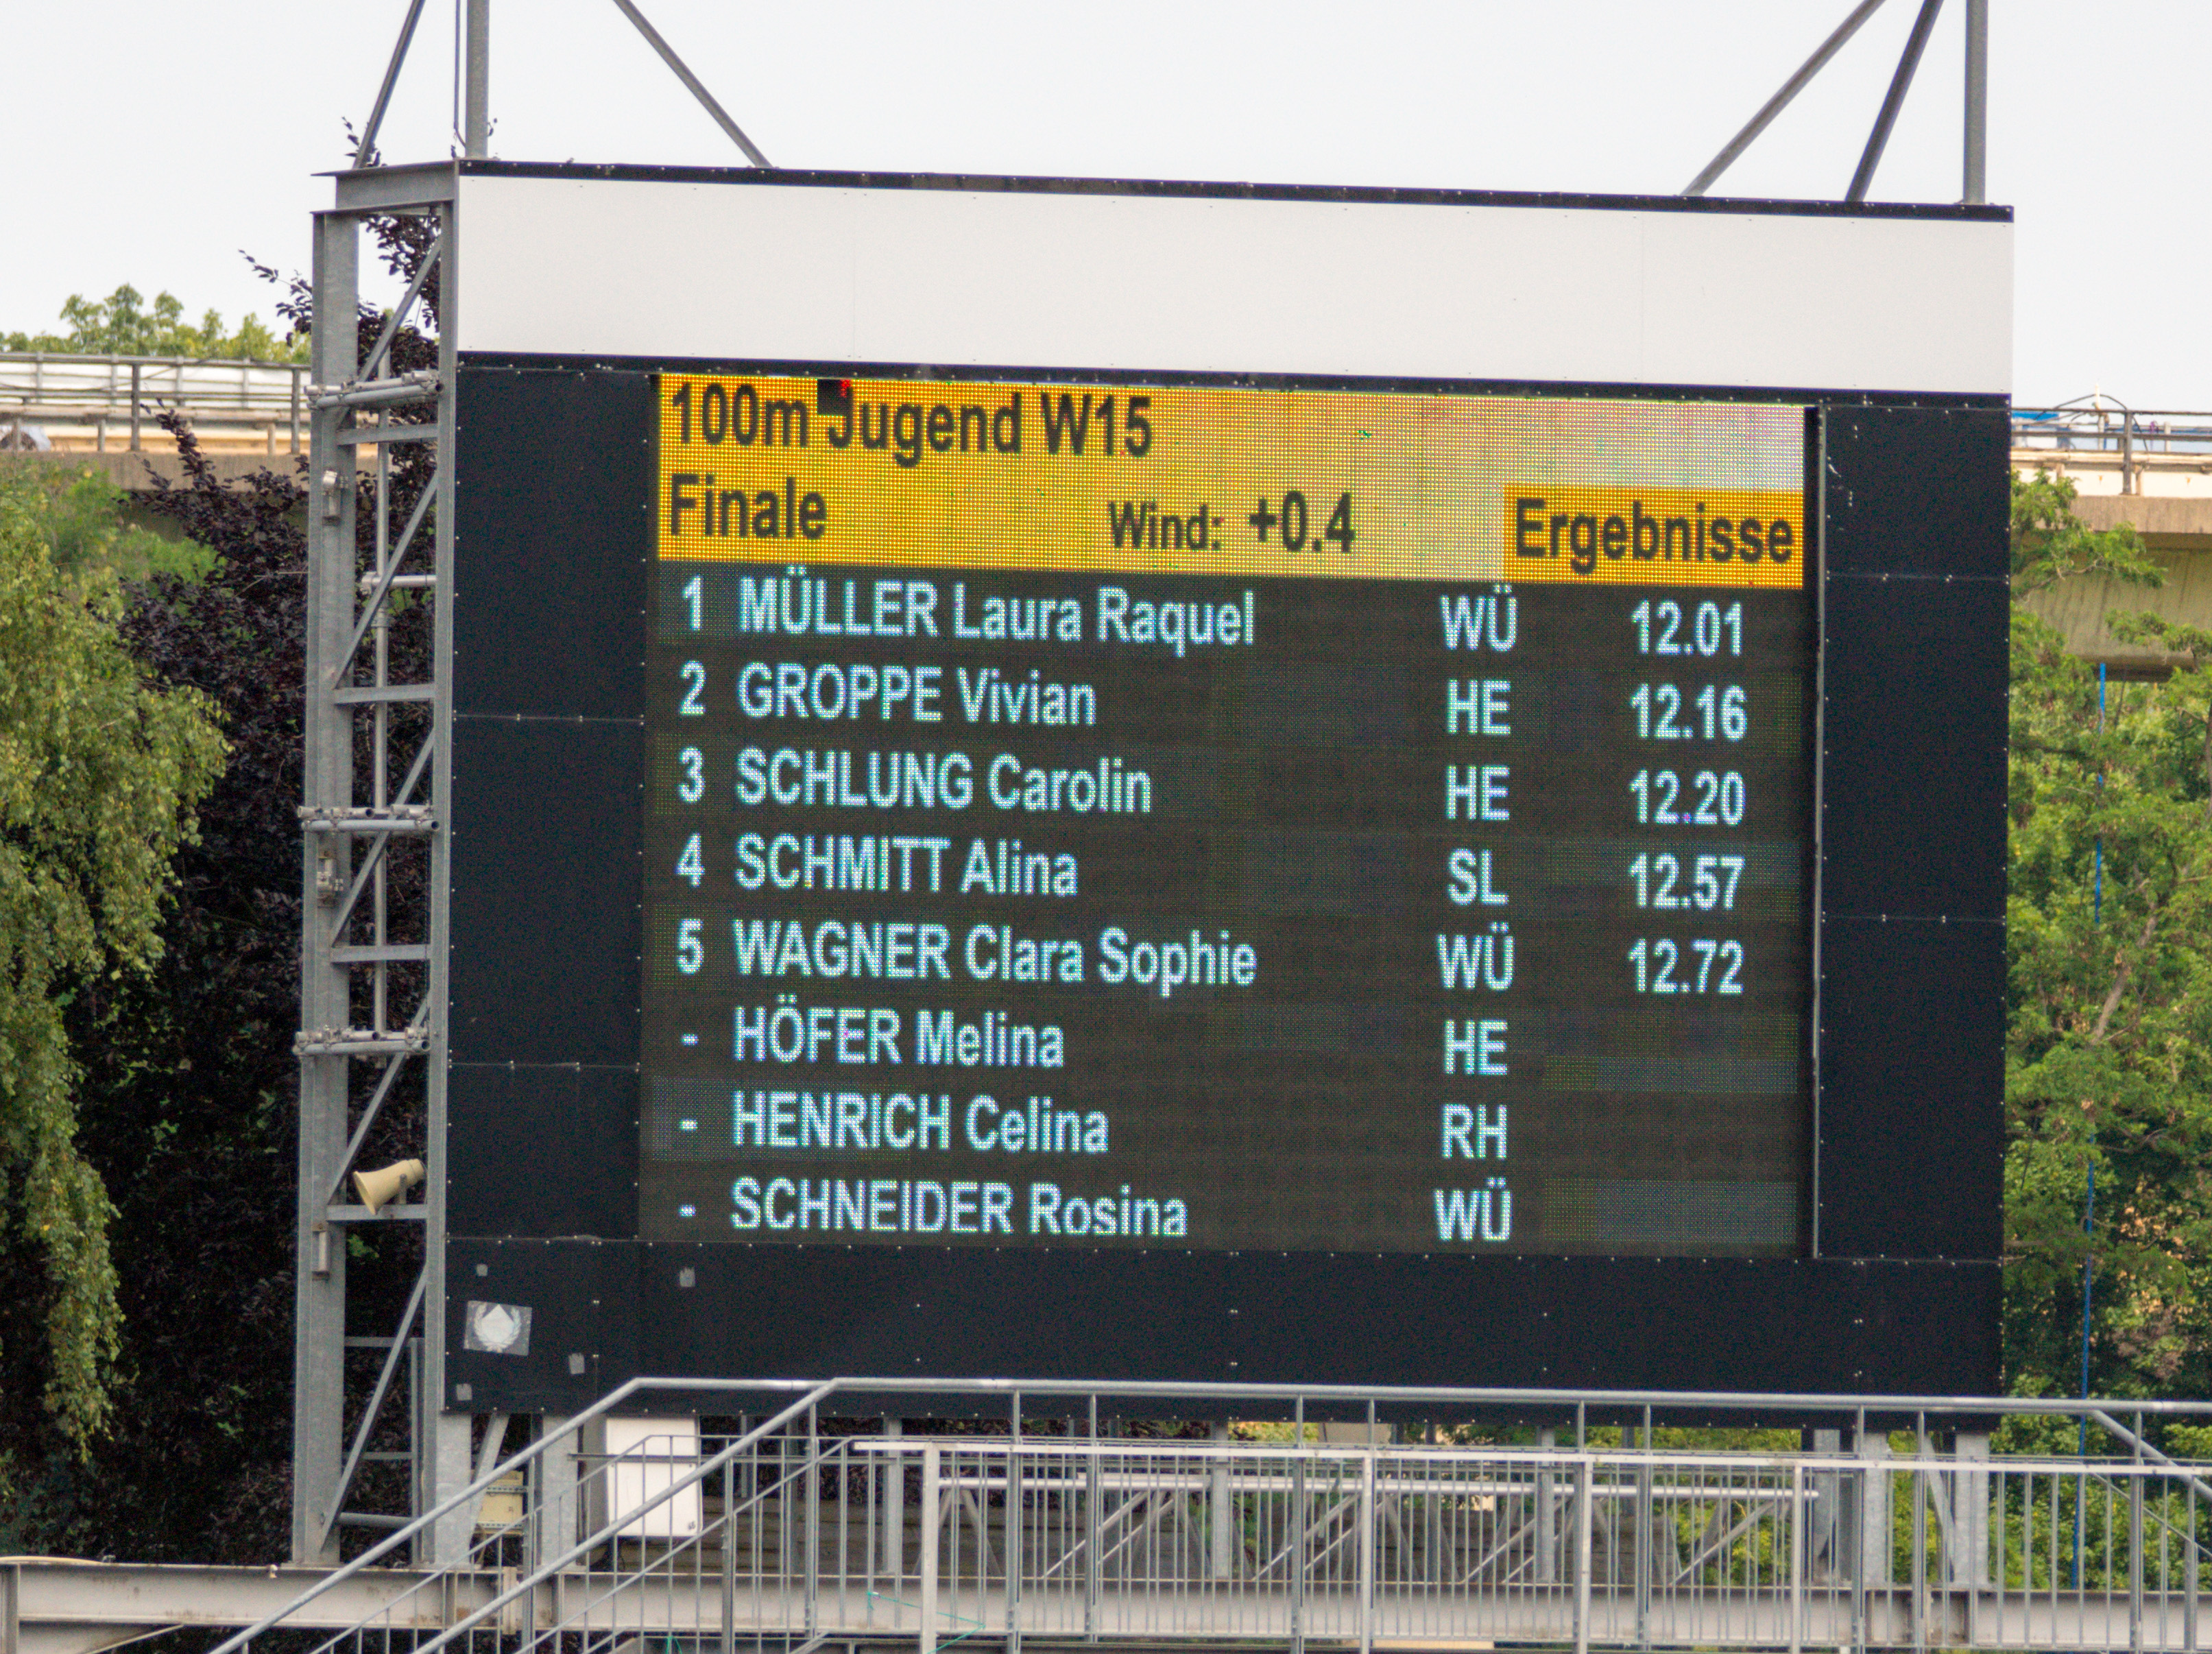 100m Jugend W15
Finale Wind: +0.4 Ergebnisse
1 MÜLLER Laura Raquel WÜ 12.01
2 GROPPE Vivian HE 12.16
3 SCHLUNG Carolin HE 12.20
4 SCHMITT Alina SL 12.57
5 WAGNER Clara Sophie WÜ 12.72
- HÖFER Melina HE
- HENRICH Celina RH
- SCHNEIDER Rosina WÜ